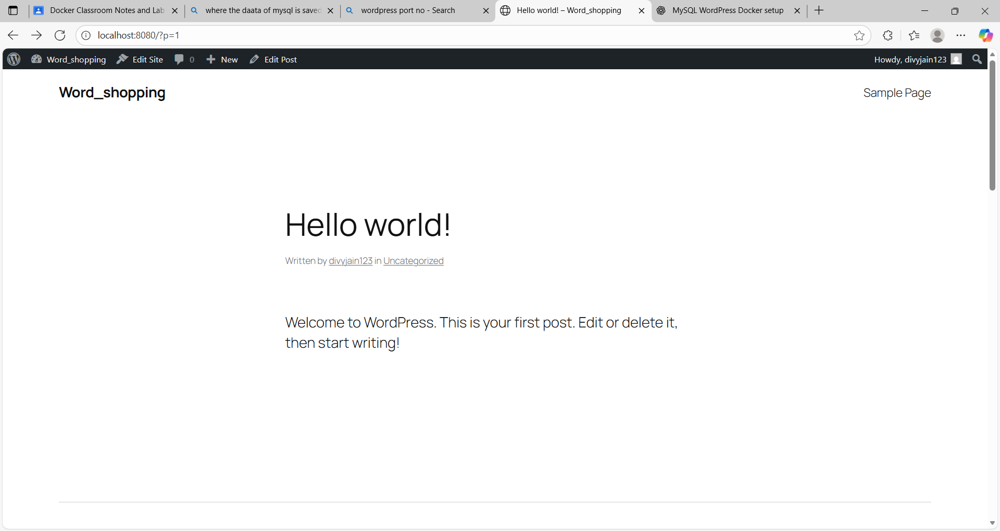 Docker Classroom Notes and Lab
where the daata of mysql is saved
wordpress port no - Search
Hello world! – Word_shopping
MySQL WordPress Docker setup
localhost:8080/?p=1
Word_shopping
Edit Site
0
New
Edit Post
Howdy, divyjain123
Word_shopping
Sample Page
Hello world!
Written by divyjain123 in Uncategorized
Welcome to WordPress. This is your first post. Edit or delete it,
then start writing!